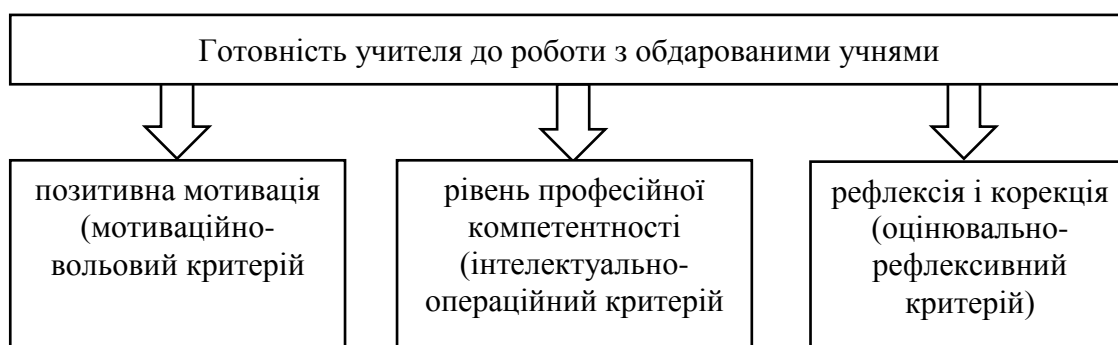 Готовність учителя до роботи з обдарованими учнями
позитивна мотивація
(мотиваційно-
вольовий критерій
рівень професійної
компетентності
(інтелектуально-
операційний критерій
рефлексія і корекція
(оцінювально-
рефлексивний
критерій)